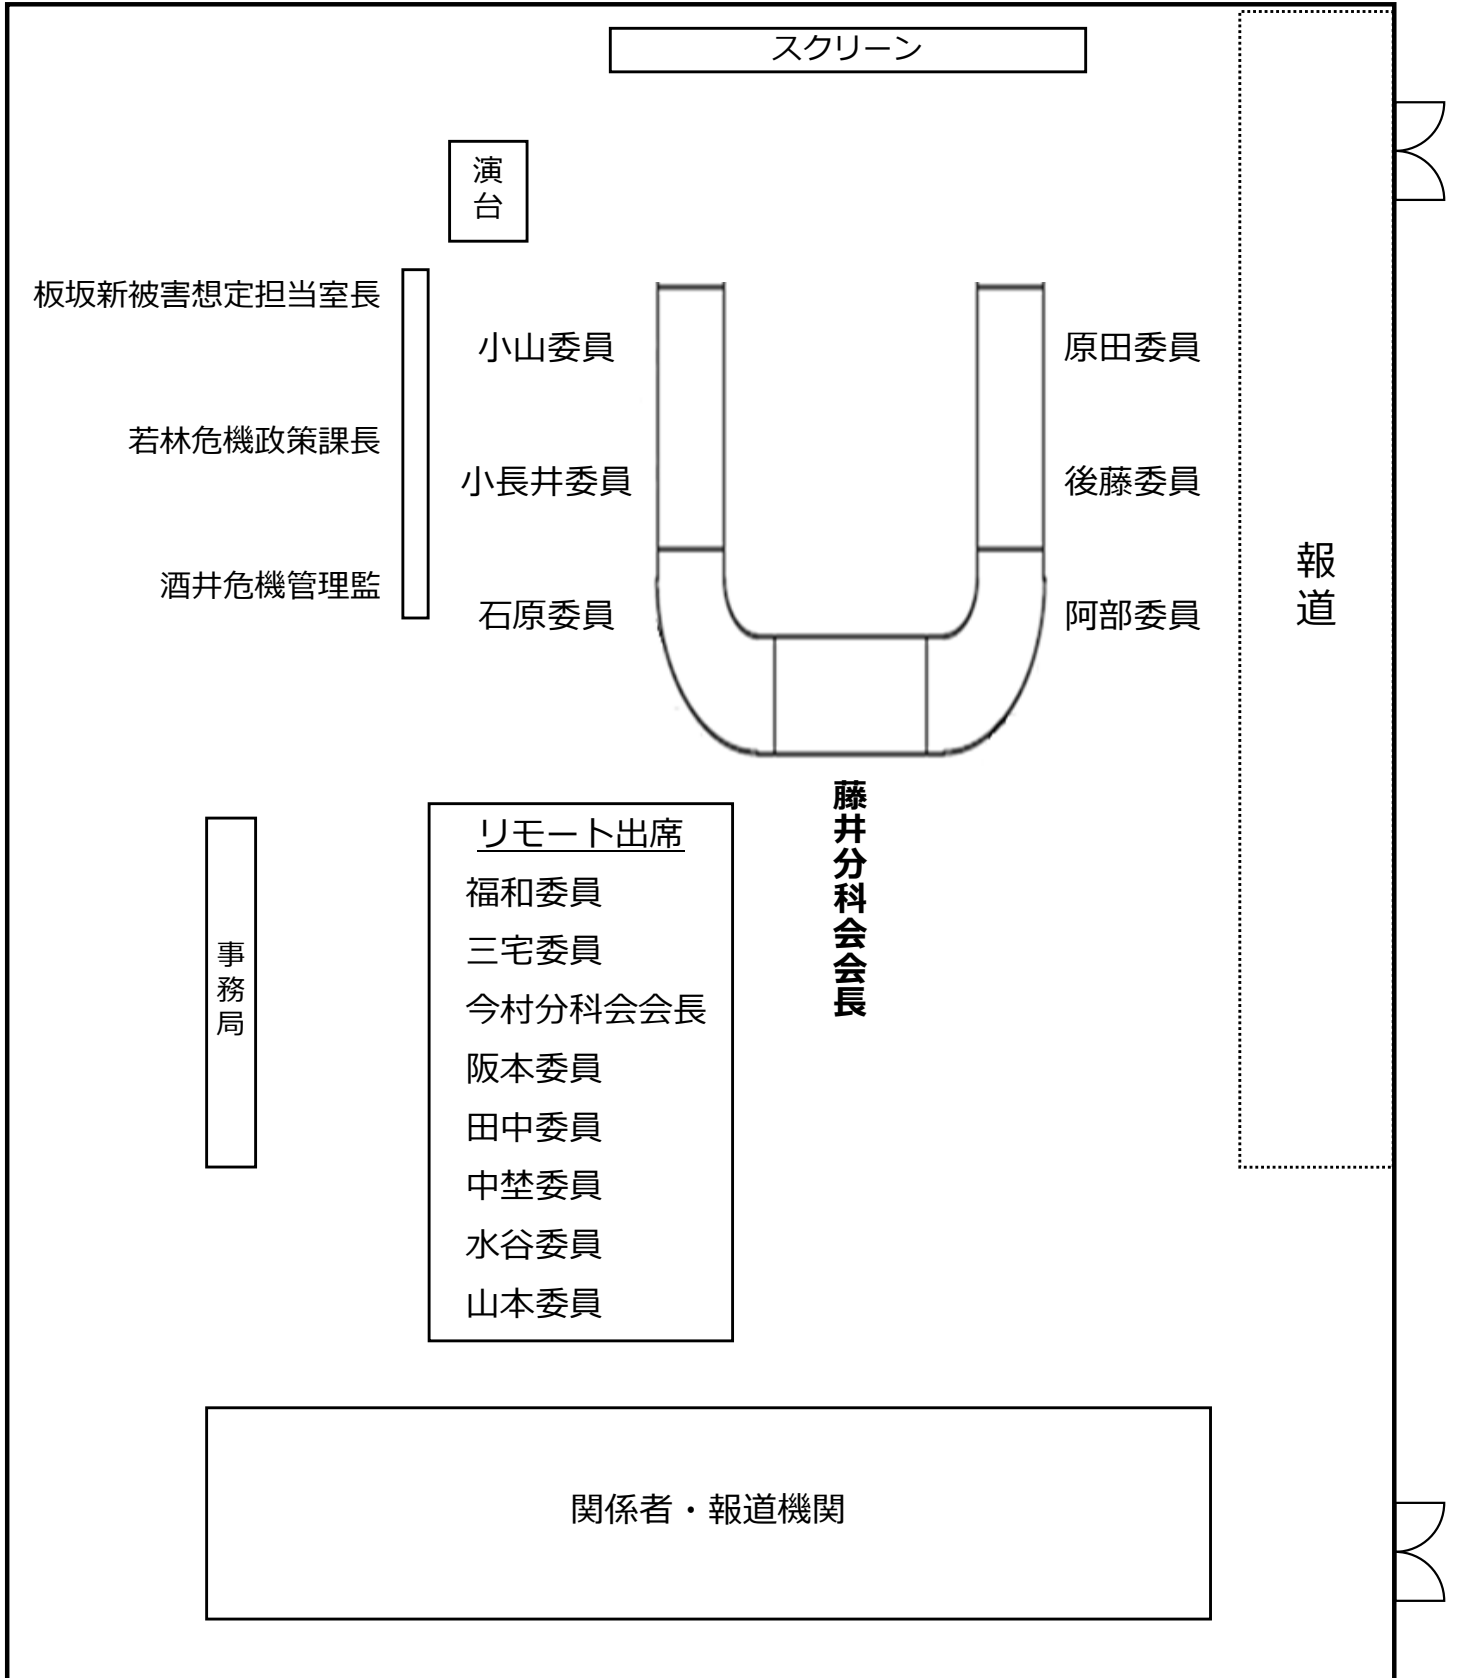 スクリーン
演台
板坂新被害想定担当室長
小山委員
原田委員
若林危機政策課長
小長井委員
後藤委員
酒井危機管理監
石原委員
阿部委員
報道
藤井分科会会長
リモート出席
福和委員
三宅委員
今村分科会会長
阪本委員
田中委員
中埜委員
水谷委員
山本委員
事務局
関係者・報道機関